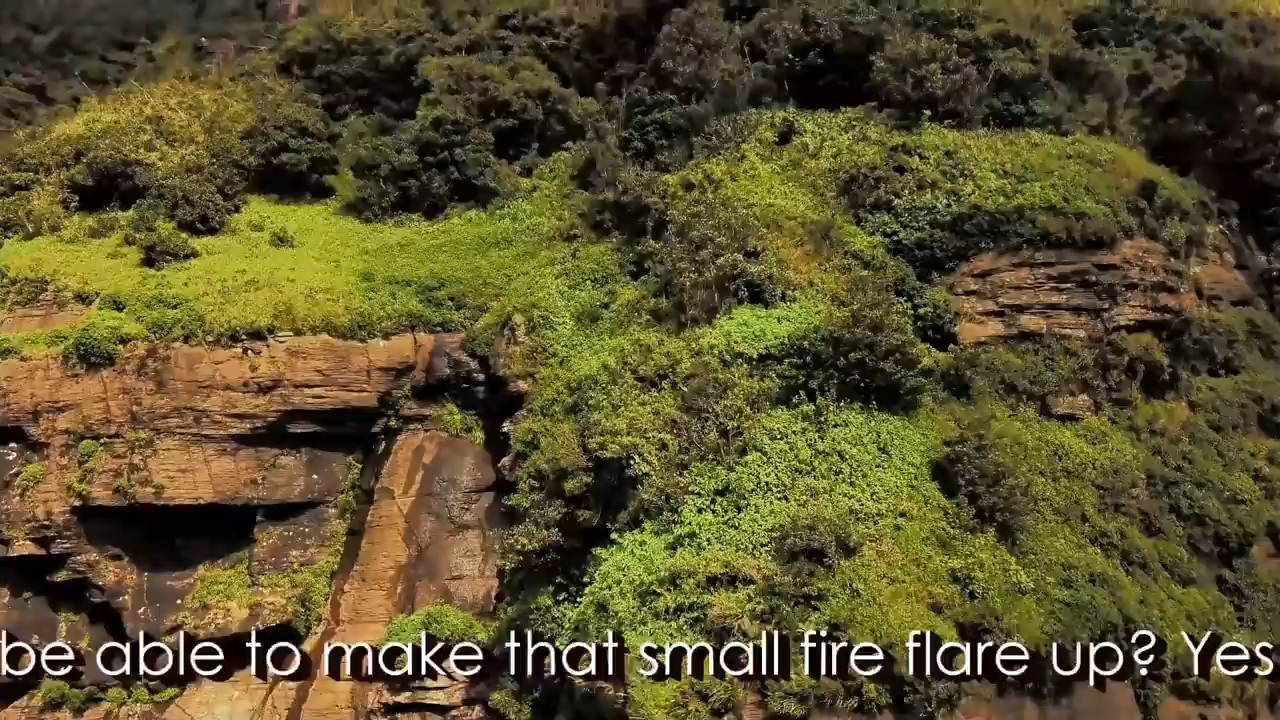 be able to make that small fire flare up? Yes